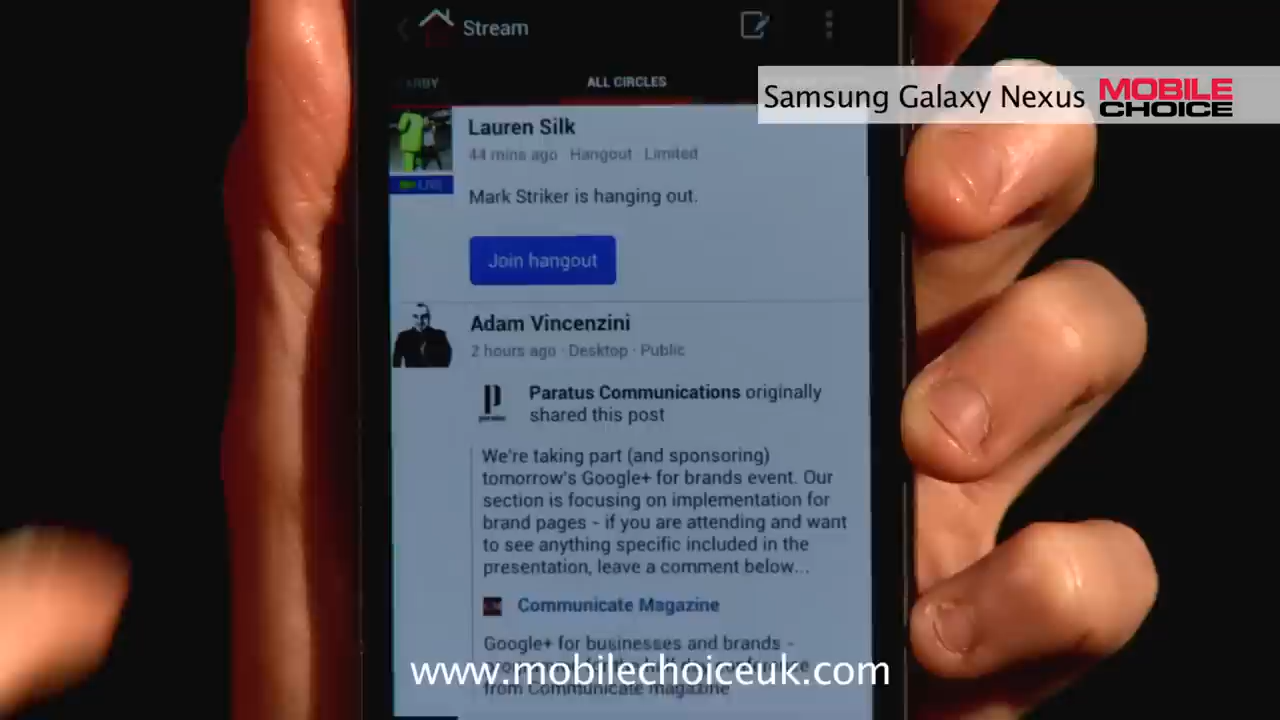 Stream
ALL CIRCLES
Samsung Galaxy Nexus
MOBILE
CHOICE
Lauren Silk
44 mins ago · Hangout · Limited
LIVE
Mark Striker is hanging out.
Join hangout
Adam Vincenzini
2 hours ago · Desktop · Public
Paratus Communications originally
shared this post
We're taking part (and sponsoring)
tomorrow's Google+ for brands event. Our
section is focusing on implementation for
brand pages - if you are attending and want
to see anything specific included in the
presentation, leave a comment below...
Communicate Magazine
Google+ for businesses and brands -
www.mobilechoiceuk.com
from Communicate magazine